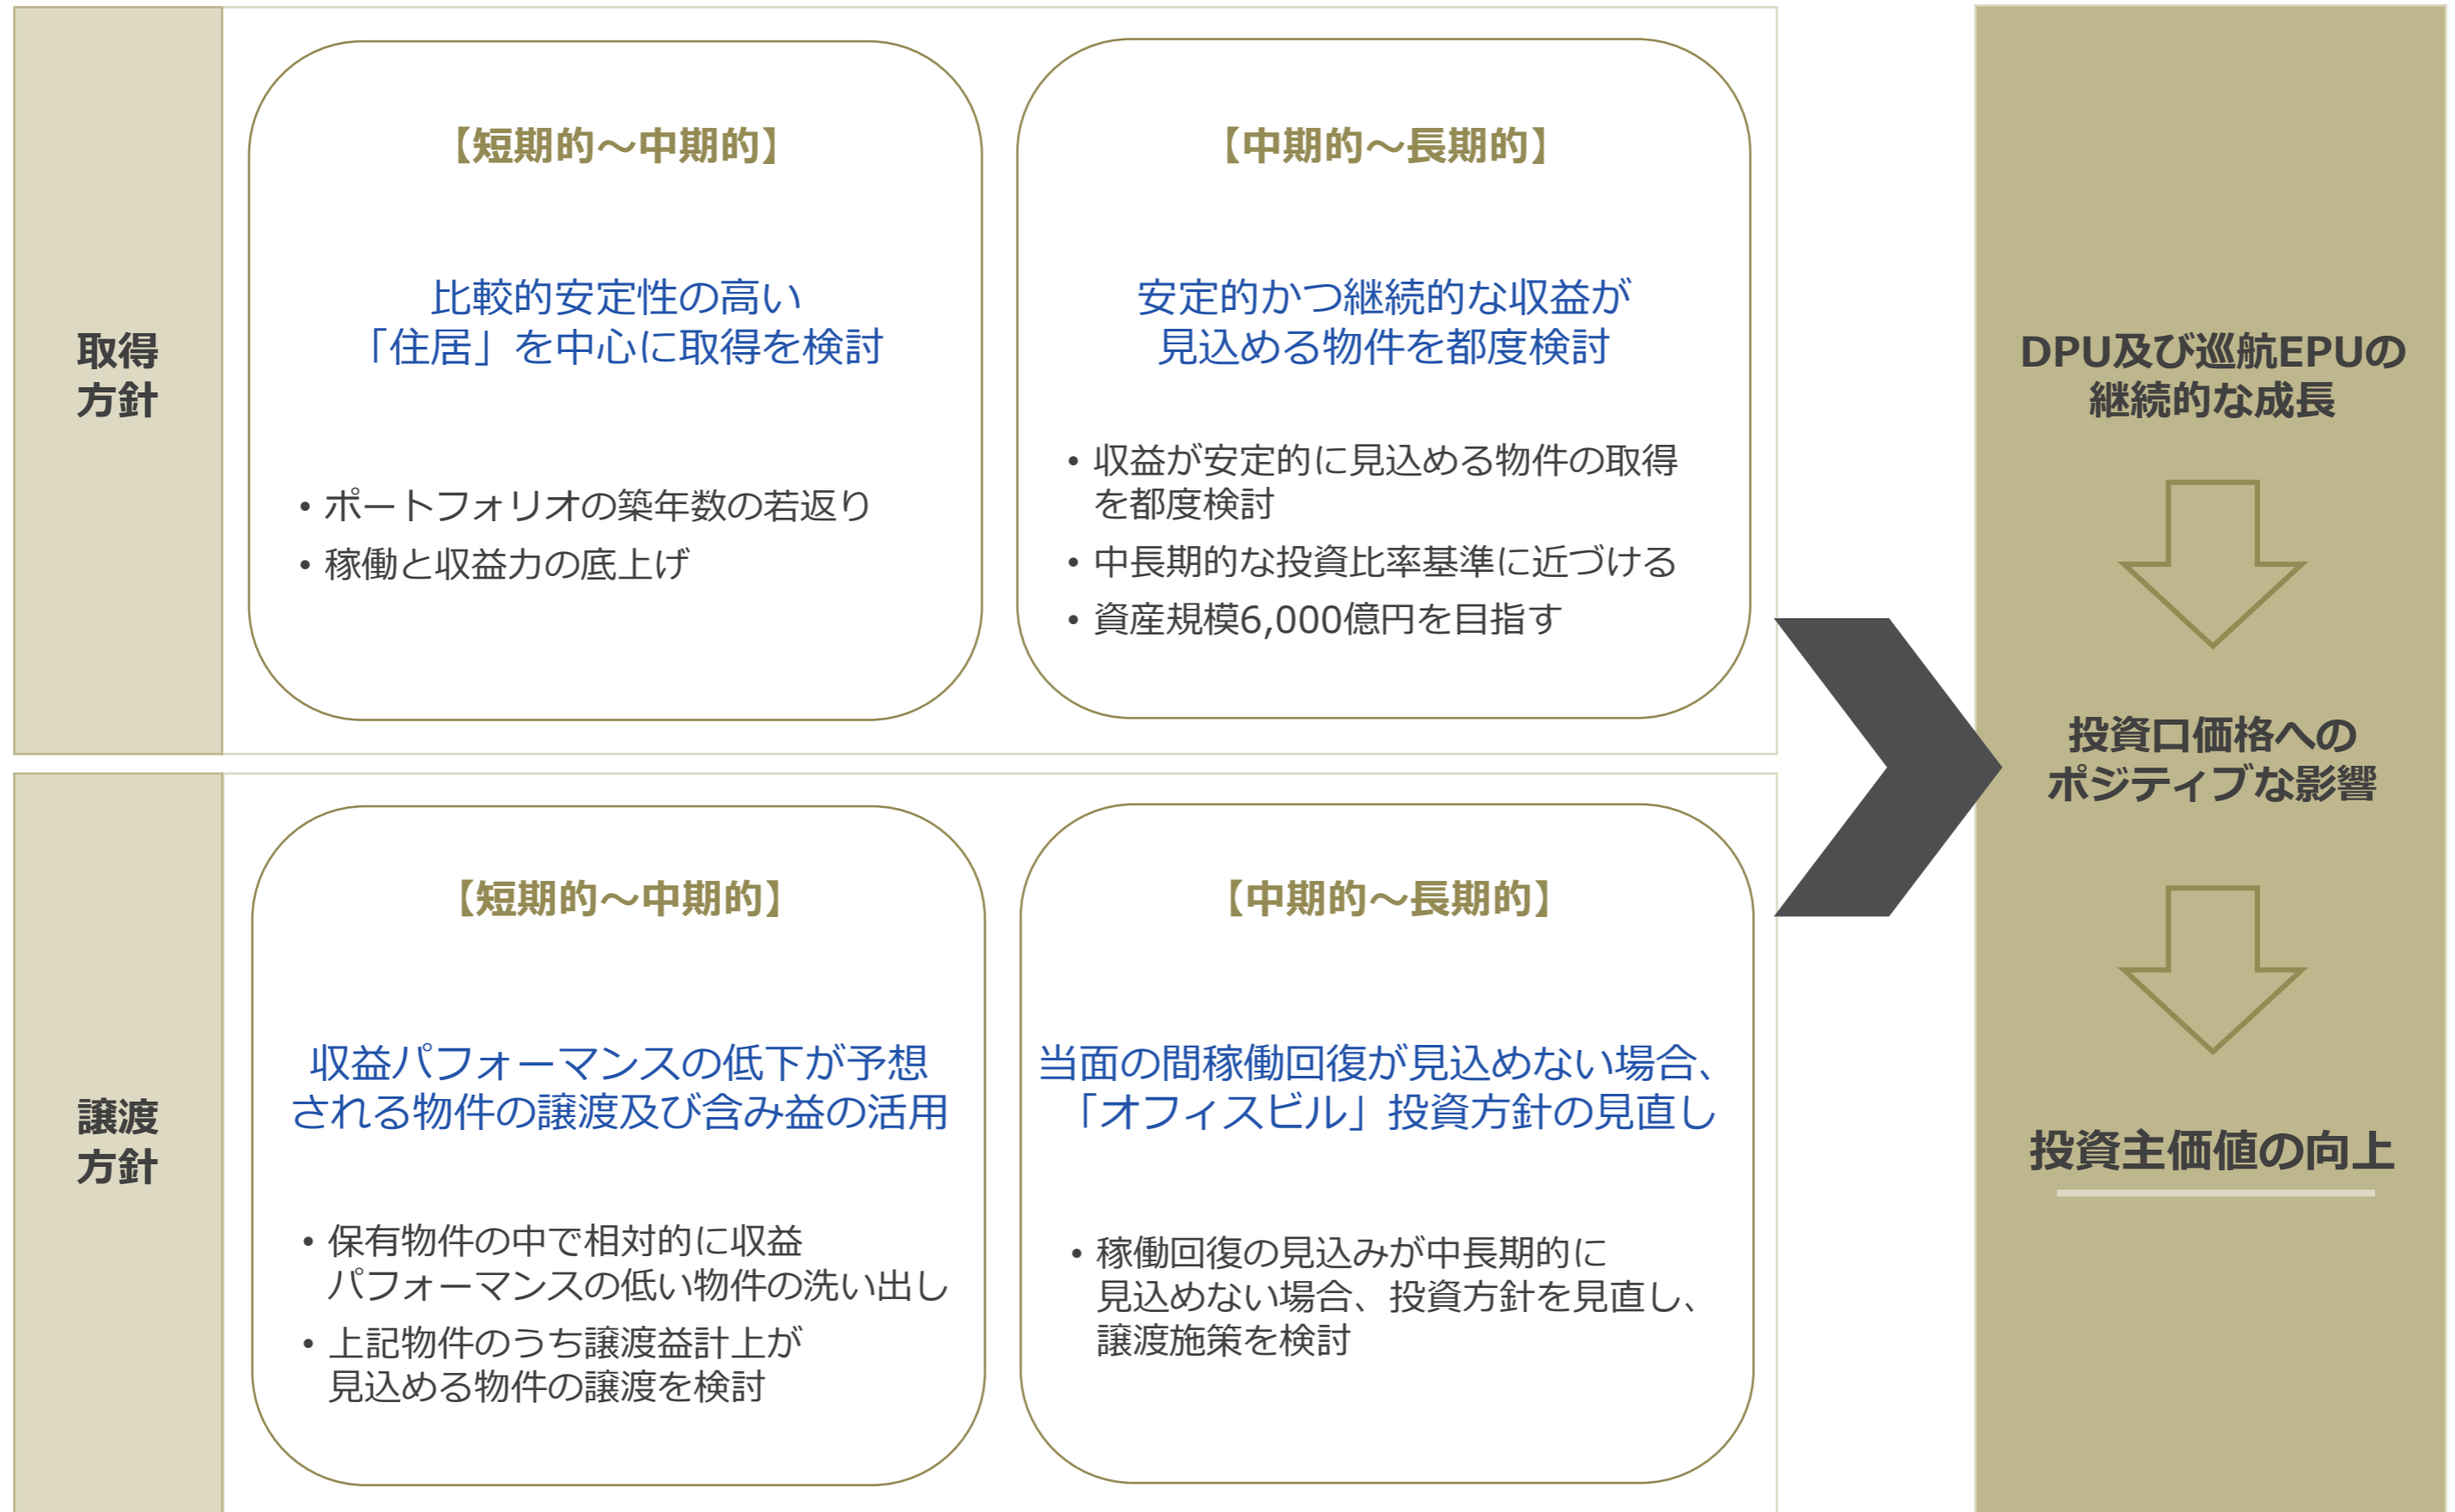 取得
方針
【短期的～中期的】
比較的安定性の高い
「住居」を中心に取得を検討
・ポートフォリオの築年数の若返り
・稼働と収益力の底上げ
【中期的～長期的】
安定的かつ継続的な収益が
見込める物件を都度検討
・収益が安定的に見込める物件の取得
を都度検討
・中長期的な投資比率基準に近づける
・資産規模6,000億円を目指す
譲渡
方針
【短期的～中期的】
収益パフォーマンスの低下が予想
される物件の譲渡及び含み益の活用
・保有物件の中で相対的に収益
パフォーマンスの低い物件の洗い出し
・上記物件のうち譲渡益計上が
見込める物件の譲渡を検討
【中期的～長期的】
当面の間稼働回復が見込めない場合、
「オフィスビル」投資方針の見直し
・稼働回復の見込みが中長期的に
見込めない場合、投資方針を見直し、
譲渡施策を検討
DPU及び巡航EPUの
継続的な成長
投資口価格への
ポジティブな影響
投資主価値の向上